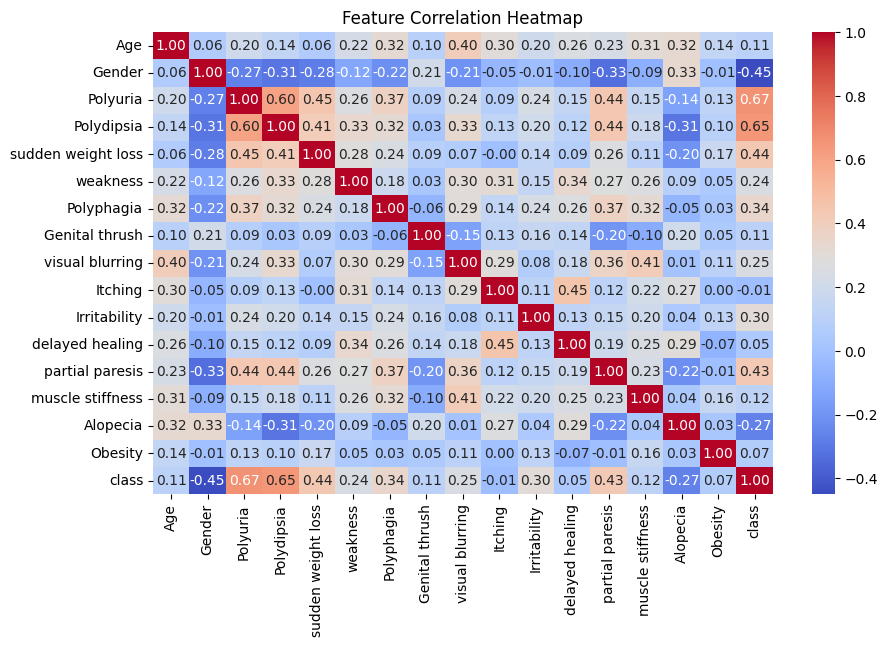 Feature Correlation Heatmap
Age 1.00 0.06 0.20 0.14 0.06 0.22 0.32 0.10 0.40 0.30 0.20 0.26 0.23 0.31 0.32 0.14 0.11
Gender 0.06 1.00 -0.27 -0.31 -0.28 -0.12 -0.22 0.21 -0.21 -0.05 -0.01 -0.10 -0.33 -0.09 0.33 -0.01 -0.45
Polyuria 0.20 -0.27 1.00 0.60 0.45 0.26 0.37 0.09 0.24 0.09 0.24 0.15 0.44 0.15 -0.14 0.13 0.67
Polydipsia 0.14 -0.31 0.60 1.00 0.41 0.33 0.32 0.03 0.33 0.13 0.20 0.12 0.44 0.18 -0.31 0.10 0.65
sudden weight loss 0.06 -0.28 0.45 0.41 1.00 0.28 0.24 0.09 0.07 -0.00 0.14 0.09 0.26 0.11 -0.20 0.17 0.44
weakness 0.22 -0.12 0.26 0.33 0.28 1.00 0.18 0.03 0.30 0.31 0.15 0.34 0.27 0.26 0.09 0.05 0.24
Polyphagia 0.32 -0.22 0.37 0.32 0.24 0.18 1.00 -0.06 0.29 0.14 0.24 0.26 0.37 0.32 -0.05 0.03 0.34
Genital thrush 0.10 0.21 0.09 0.03 0.09 0.03 -0.06 1.00 -0.15 0.13 0.16 0.14 -0.20 -0.10 0.20 0.05 0.11
visual blurring 0.40 -0.21 0.24 0.33 0.07 0.30 0.29 -0.15 1.00 0.29 0.08 0.18 0.36 0.41 0.01 0.11 0.25
Itching 0.30 -0.05 0.09 0.13 -0.00 0.31 0.14 0.13 0.29 1.00 0.11 0.45 0.12 0.22 0.27 0.00 -0.01
Irritability 0.20 -0.01 0.24 0.20 0.14 0.15 0.24 0.16 0.08 0.11 1.00 0.13 0.15 0.20 0.04 0.13 0.30
delayed healing 0.26 -0.10 0.15 0.12 0.09 0.34 0.26 0.14 0.18 0.45 0.13 1.00 0.19 0.25 0.29 -0.07 0.05
partial paresis 0.23 -0.33 0.44 0.44 0.26 0.27 0.37 -0.20 0.36 0.12 0.15 0.19 1.00 0.23 -0.22 -0.01 0.43
muscle stiffness 0.31 -0.09 0.15 0.18 0.11 0.26 0.32 -0.10 0.41 0.22 0.20 0.25 0.23 1.00 0.04 0.16 0.12
Alopecia 0.32 0.33 -0.14 -0.31 -0.20 0.09 -0.05 0.20 0.01 0.27 0.04 0.29 -0.22 0.04 1.00 0.03 -0.27
Obesity 0.14 -0.01 0.13 0.10 0.17 0.05 0.03 0.05 0.11 0.00 0.13 -0.07 -0.01 0.16 0.03 1.00 0.07
class 0.11 -0.45 0.67 0.65 0.44 0.24 0.34 0.11 0.25 -0.01 0.30 0.05 0.43 0.12 -0.27 0.07 1.00
Age
Gender
Polyuria
Polydipsia
sudden weight loss
weakness
Polyphagia
Genital thrush
visual blurring
Itching
Irritability
delayed healing
partial paresis
muscle stiffness
Alopecia
Obesity
class
1.0
0.8
0.6
0.4
0.2
0.0
−0.2
−0.4